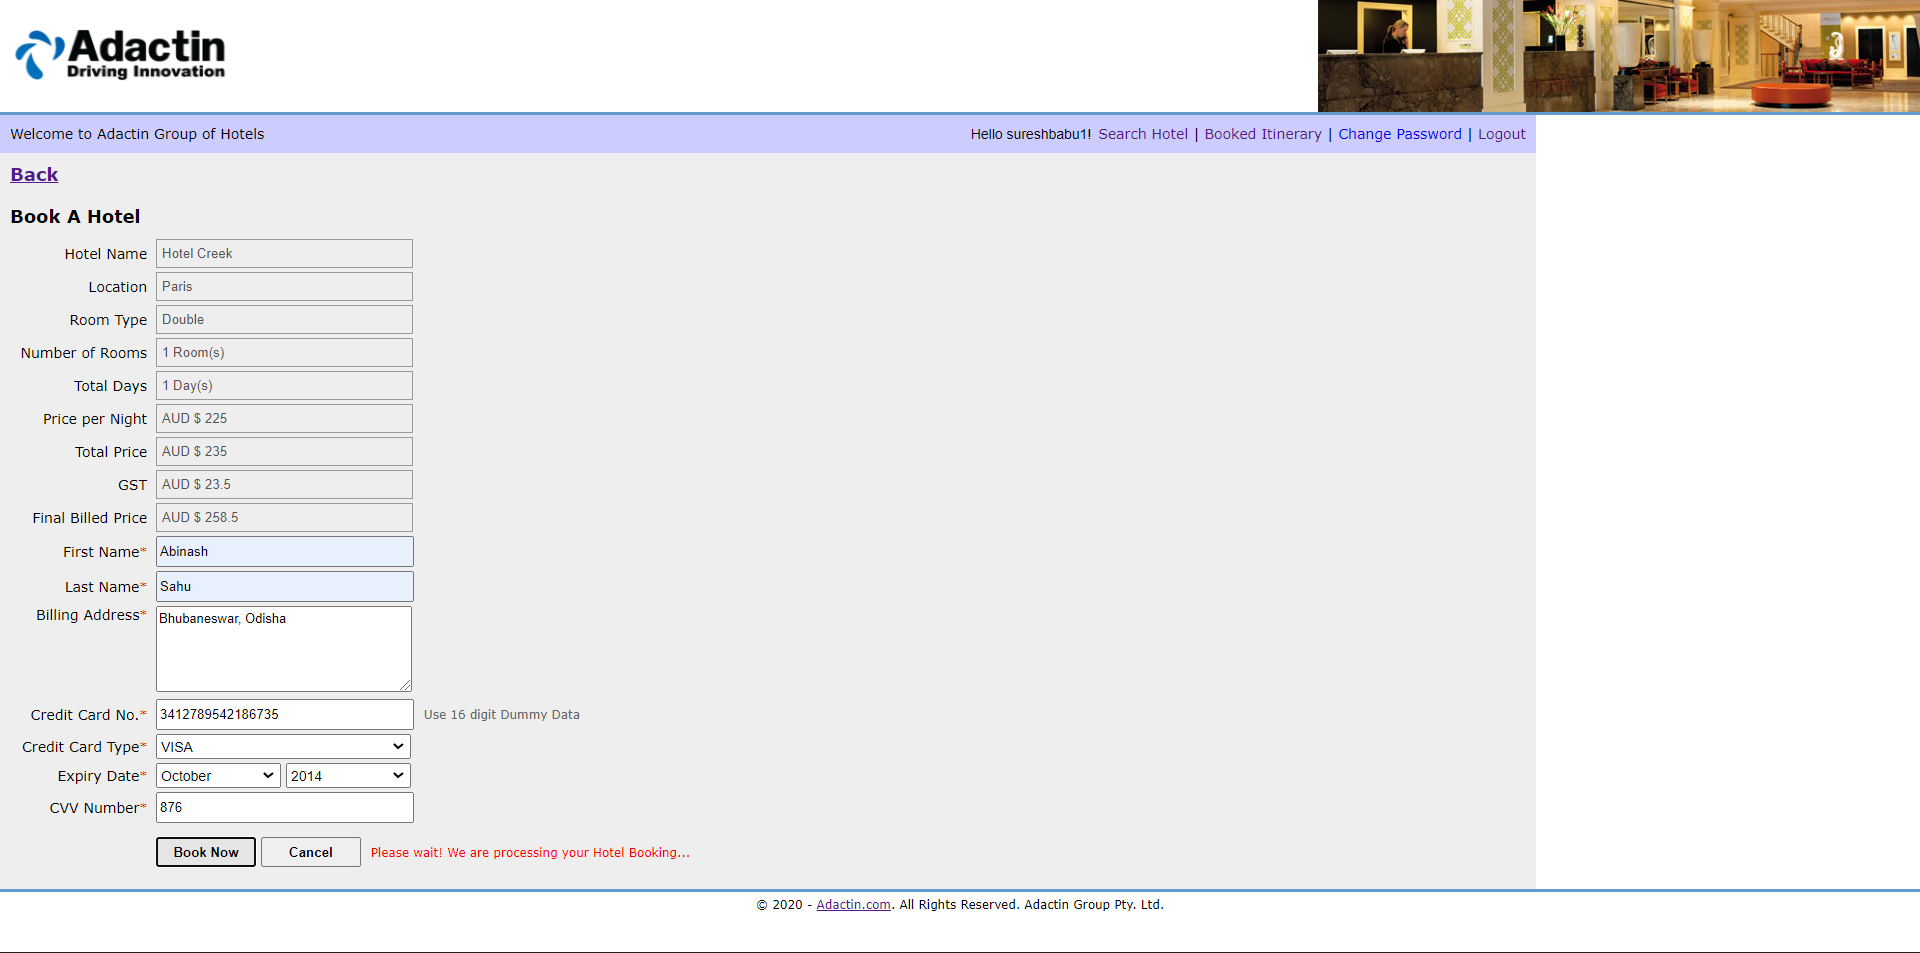 Adactin
Driving Innovation
Welcome to Adactin Group of Hotels
Hello sureshbabu1! Search Hotel | Booked Itinerary | Change Password | Logout
Back
Book A Hotel
Hotel Name Hotel Creek
Location Paris
Room Type Double
Number of Rooms 1 Room(s)
Total Days 1 Day(s)
Price per Night AUD $ 225
Total Price AUD $ 235
GST AUD $ 23.5
Final Billed Price AUD $ 258.5
First Name* Abinash
Last Name* Sahu
Billing Address* Bhubaneswar, Odisha
Credit Card No.* 3412789542186735 Use 16 digit Dummy Data
Credit Card Type* VISA
Expiry Date* October 2014
CVV Number* 876
Book Now Cancel Please wait! We are processing your Hotel Booking...
© 2020 - Adactin.com. All Rights Reserved. Adactin Group Pty. Ltd.